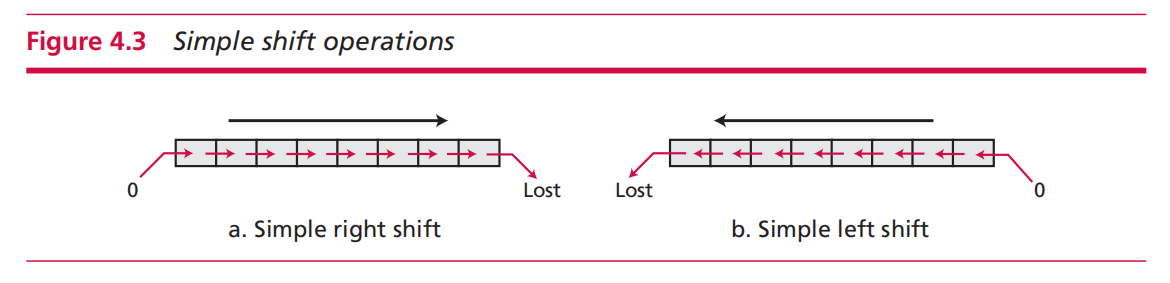 Figure 4.3 Simple shift operations
0 Lost Lost 0
a. Simple right shift b. Simple left shift